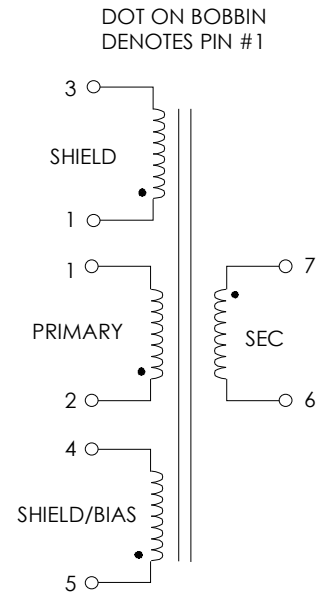 DOT ON BOBBIN
DENOTES PIN #1
3
SHIELD
1
1
7
PRIMARY
SEC
2
6
4
SHIELD/BIAS
5